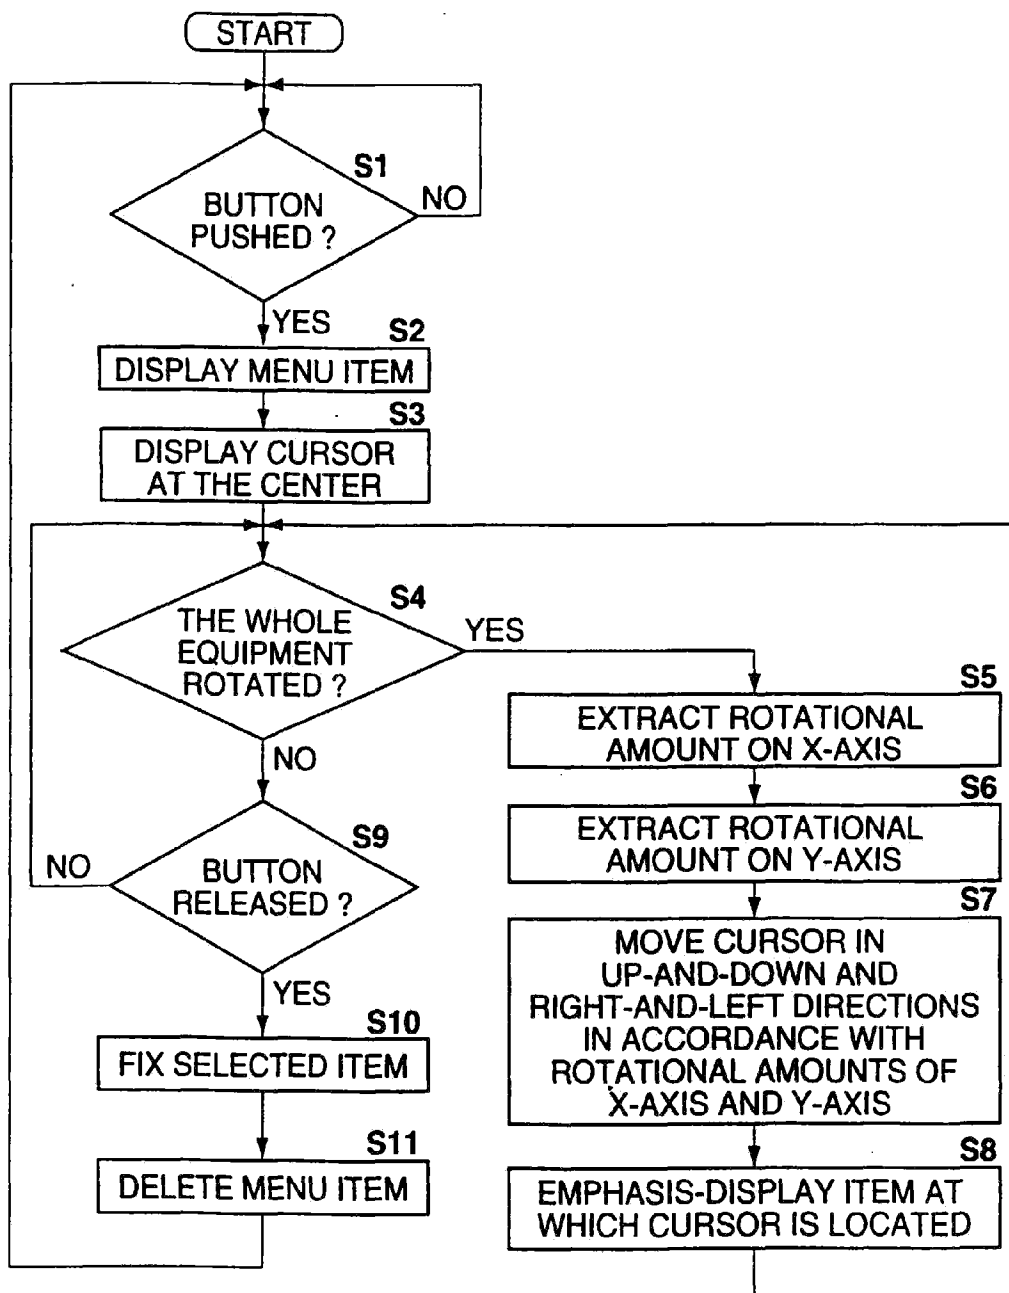 START
S1
BUTTON
PUSHED ?
NO
YES
S2
DISPLAY MENU ITEM
S3
DISPLAY CURSOR
AT THE CENTER
S4
THE WHOLE
EQUIPMENT
ROTATED ?
YES
NO
S5
EXTRACT ROTATIONAL
AMOUNT ON X-AXIS
S6
EXTRACT ROTATIONAL
AMOUNT ON Y-AXIS
S7
MOVE CURSOR IN
UP-AND-DOWN AND
RIGHT-AND-LEFT DIRECTIONS
IN ACCORDANCE WITH
ROTATIONAL AMOUNTS OF
X-AXIS AND Y-AXIS
S8
EMPHASIS-DISPLAY ITEM AT
WHICH CURSOR IS LOCATED
S9
BUTTON
RELEASED ?
NO
YES
S10
FIX SELECTED ITEM
S11
DELETE MENU ITEM